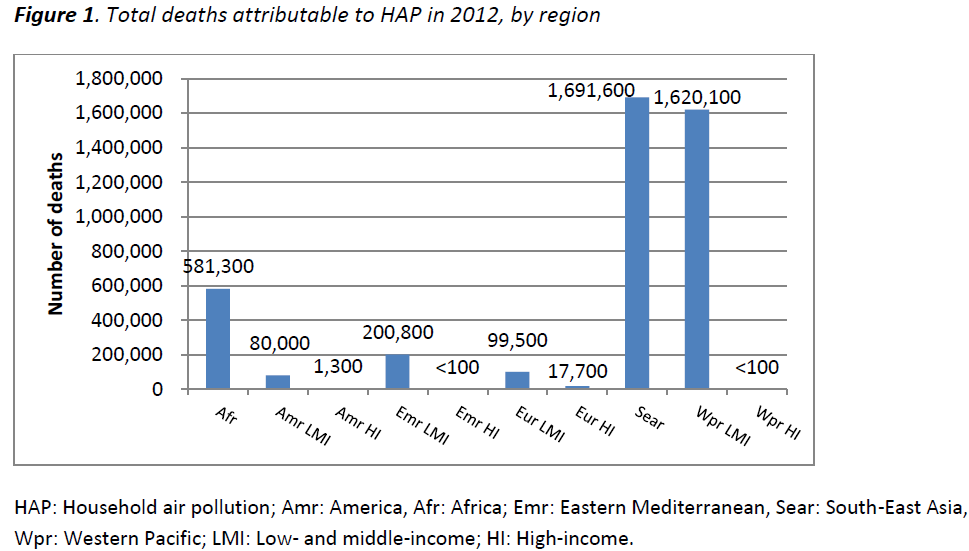 Figure 1. Total deaths attributable to HAP in 2012, by region
Number of deaths
1,800,000
1,600,000
1,400,000
1,200,000
1,000,000
800,000
600,000
400,000
200,000
0
581,300
80,000
1,300
200,800
<100
99,500
17,700
1,691,600
1,620,100
<100
Afr
Amr LMI
Amr HI
Emr LMI
Emr HI
Eur LMI
Eur HI
Sear
Wpr LMI
Wpr HI
HAP: Household air pollution; Amr: America, Afr: Africa; Emr: Eastern Mediterranean, Sear: South-East Asia,
Wpr: Western Pacific; LMI: Low- and middle-income; HI: High-income.